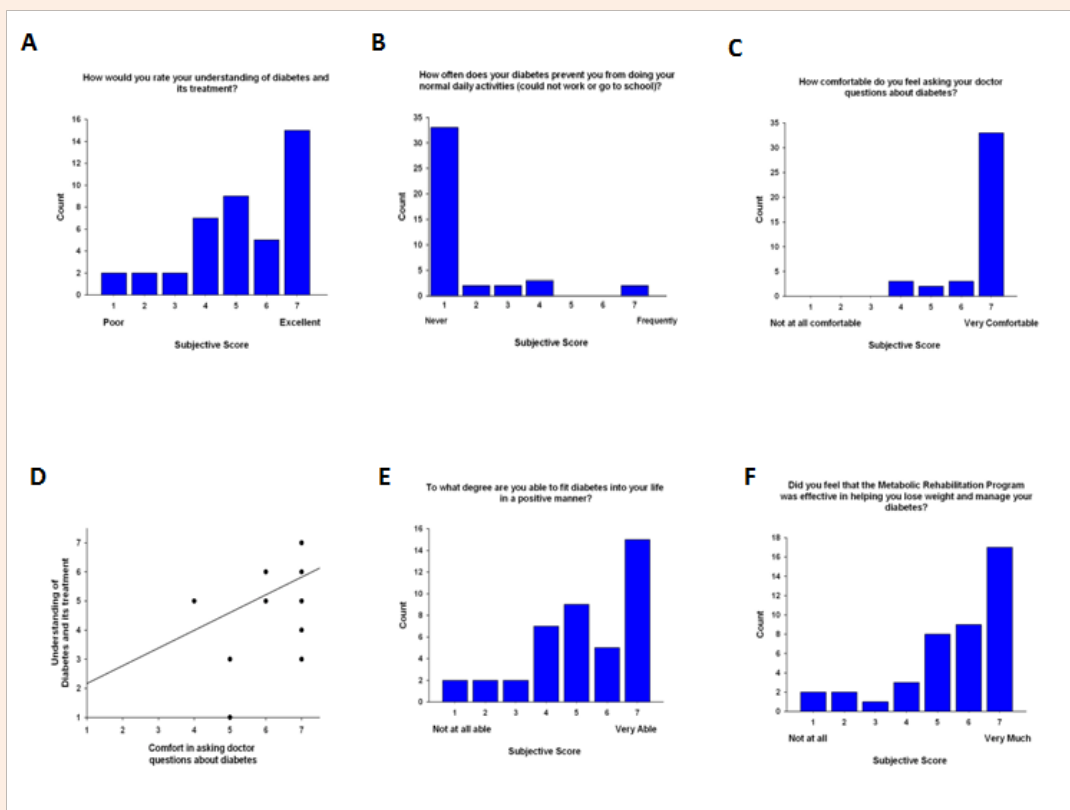 A
How would you rate your understanding of diabetes and
its treatment?
16
14
12
10
8
6
4
2
0
Count
1 2 3 4 5 6 7
Poor Excellent
Subjective Score
B
How often does your diabetes prevent you from doing your
normal daily activities (could not work or go to school)?
35
30
25
20
15
10
5
0
Count
1 2 3 4 5 6 7
Never Frequently
Subjective Score
C
How comfortable do you feel asking your doctor
questions about diabetes?
35
30
25
20
15
10
5
0
Count
1 2 3 4 5 6 7
Not at all comfortable Very Comfortable
Subjective Score
D
7
6
5
4
3
2
1
Understanding of
Diabetes and its treatment
1 2 3 4 5 6 7
Comfort in asking doctor
questions about diabetes
E
To what degree are you able to fit diabetes into your life
in a positive manner?
16
14
12
10
8
6
4
2
0
Count
1 2 3 4 5 6 7
Not at all able Very Able
Subjective Score
F
Did you feel that the Metabolic Rehabilitation Program
was effective in helping you lose weight and manage your
diabetes?
18
16
14
12
10
8
6
4
2
0
Count
1 2 3 4 5 6 7
Not at all Very Much
Subjective Score